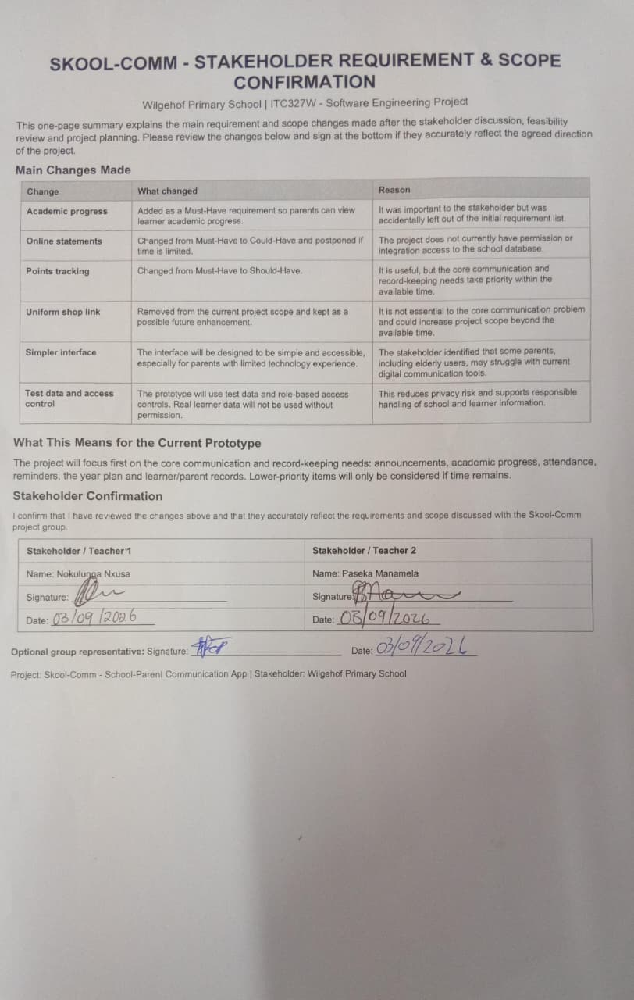 SKOOL-COMM - STAKEHOLDER REQUIREMENT & SCOPE
CONFIRMATION
Wilgehof Primary School | ITC327W - Software Engineering Project
This one-page summary explains the main requirement and scope changes made after the stakeholder discussion, feasibility
review and project planning. Please review the changes below and sign at the bottom if they accurately reflect the agreed direction
of the project.
Main Changes Made
Change What changed Reason
Academic progress
Added as a Must-Have requirement so parents can view
learner academic progress.
It was important to the stakeholder but was
accidentally left out of the initial requirement list.
Online statements
Changed from Must-Have to Could-Have and postponed if
time is limited.
The project does not currently have permission or
integration access to the school database.
Points tracking
Changed from Must-Have to Should-Have.
It is useful, but the core communication and
record-keeping needs take priority within the
available time.
Uniform shop link
Removed from the current project scope and kept as a
possible future enhancement.
It is not essential to the core communication problem
and could increase project scope beyond the
available time.
Simpler interface
The interface will be designed to be simple and accessible,
especially for parents with limited technology experience.
The stakeholder identified that some parents,
including elderly users, may struggle with current
digital communication tools.
Test data and access
control
The prototype will use test data and role-based access
controls. Real learner data will not be used without
permission.
This reduces privacy risk and supports responsible
handling of school and learner information.
What This Means for the Current Prototype
The project will focus first on the core communication and record-keeping needs: announcements, academic progress, attendance,
reminders, the year plan and learner/parent records. Lower-priority items will only be considered if time remains.
Stakeholder Confirmation
I confirm that I have reviewed the changes above and that they accurately reflect the requirements and scope discussed with the Skool-Comm
project group.
Stakeholder / Teacher 1
Name: Nokulunga Nxusa
Signature:
Date: 03/09/2026
Stakeholder / Teacher 2
Name: Paseka Manamela
Signature:
Date: 03/09/2026
Optional group representative: Signature: Date: 03/09/2026
Project: Skool-Comm - School-Parent Communication App | Stakeholder: Wilgehof Primary School